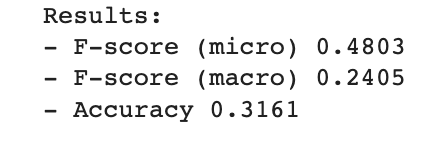 Results:
- F-score (micro) 0.4803
- F-score (macro) 0.2405
- Accuracy 0.3161